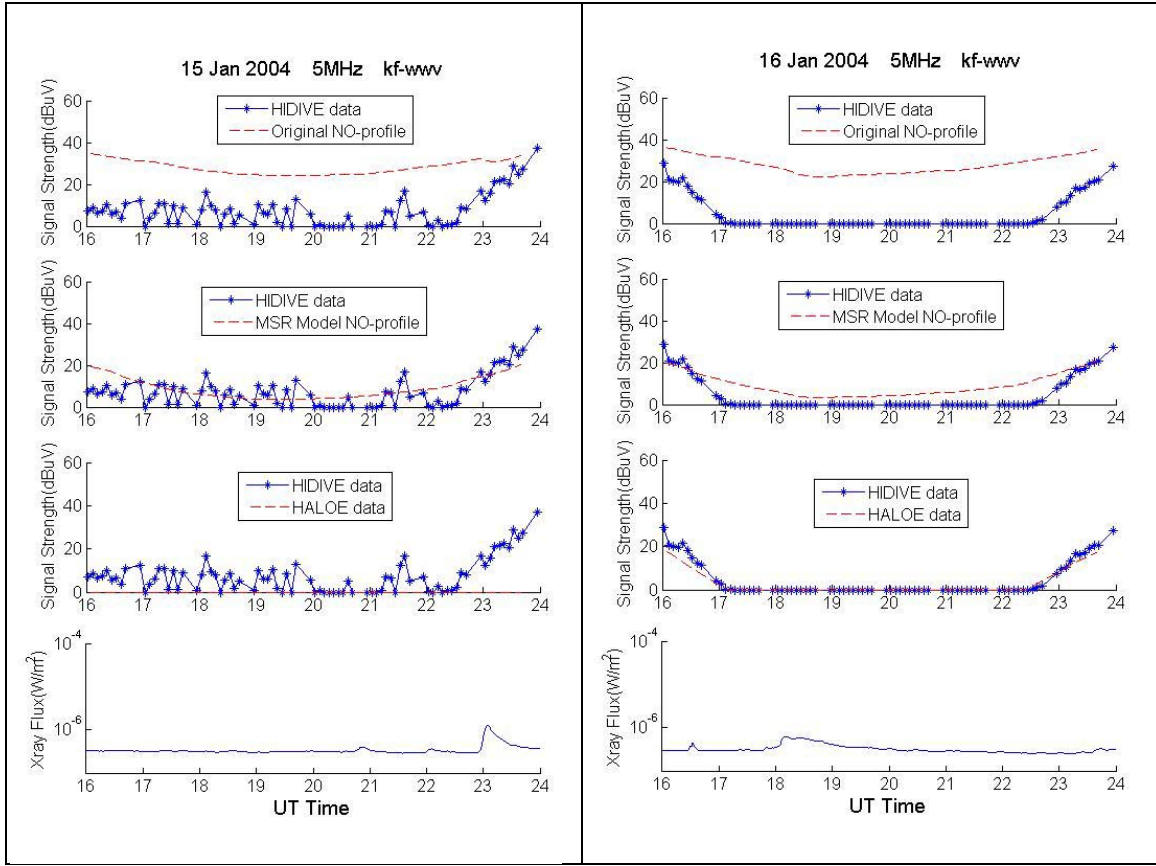 15 Jan 2004 5MHz kf-wwv
Signal Strength(dBuV)
60
40
20
0
HIDIVE data
Original NO-profile
16 17 18 19 20 21 22 23 24
Signal Strength(dBuV)
60
40
20
0
HIDIVE data
MSR Model NO-profile
16 17 18 19 20 21 22 23 24
Signal Strength(dBuV)
60
40
20
0
HIDIVE data
HALOE data
16 17 18 19 20 21 22 23 24
Xray Flux(W/m²)
10⁻⁴
10⁻⁶
16 17 18 19 20 21 22 23 24
UT Time
16 Jan 2004 5MHz kf-wwv
Signal Strength(dBuV)
60
40
20
0
HIDIVE data
Original NO-profile
16 17 18 19 20 21 22 23 24
Signal Strength(dBuV)
60
40
20
0
HIDIVE data
MSR Model NO-profile
16 17 18 19 20 21 22 23 24
Signal Strength(dBuV)
60
40
20
0
HIDIVE data
HALOE data
16 17 18 19 20 21 22 23 24
Xray Flux(W/m²)
10⁻⁴
10⁻⁶
16 17 18 19 20 21 22 23 24
UT Time